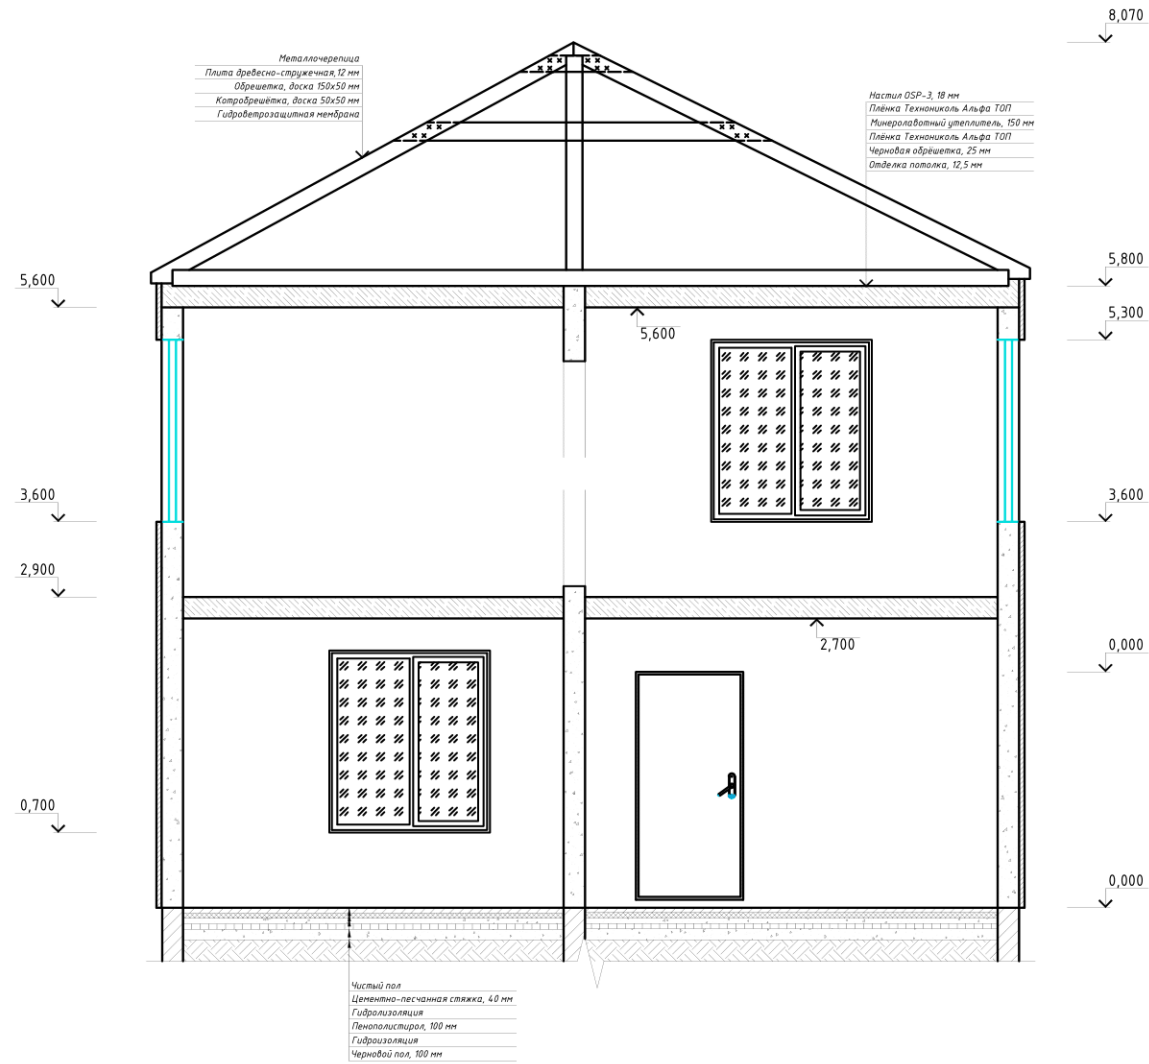 8,070
Металлочерепица
Плита древесно-стружечная, 12 мм
Обрешетка, доска 150х50 мм
Котробрешётка, доска 50х50 мм
Гидроветрозащитная мембрана
Настил OSP-3, 18 мм
Плёнка Технониколь Альфа ТОП
Минералаватный утеплитель, 150 мм
Плёнка Технониколь Альфа ТОП
Черновая обрёшетка, 25 мм
Отделка потолка, 12,5 мм
5,600
5,800
5,300
5,600
3,600
3,600
2,900
2,700
0,000
0,700
0,000
Чистый пол
Цементно-песчанная стяжка, 40 мм
Гидролизоляция
Пенополистирол, 100 мм
Гидроизоляция
Черновой пол, 100 мм